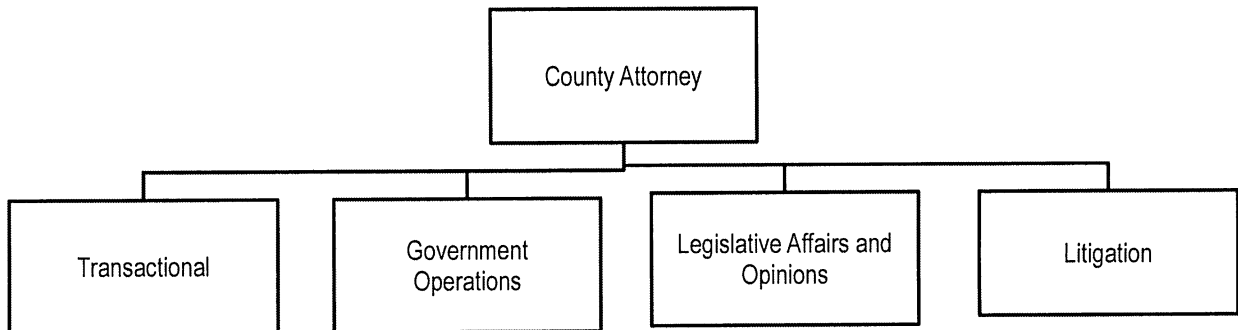 County Attorney
Transactional
Government
Operations
Legislative Affairs and
Opinions
Litigation